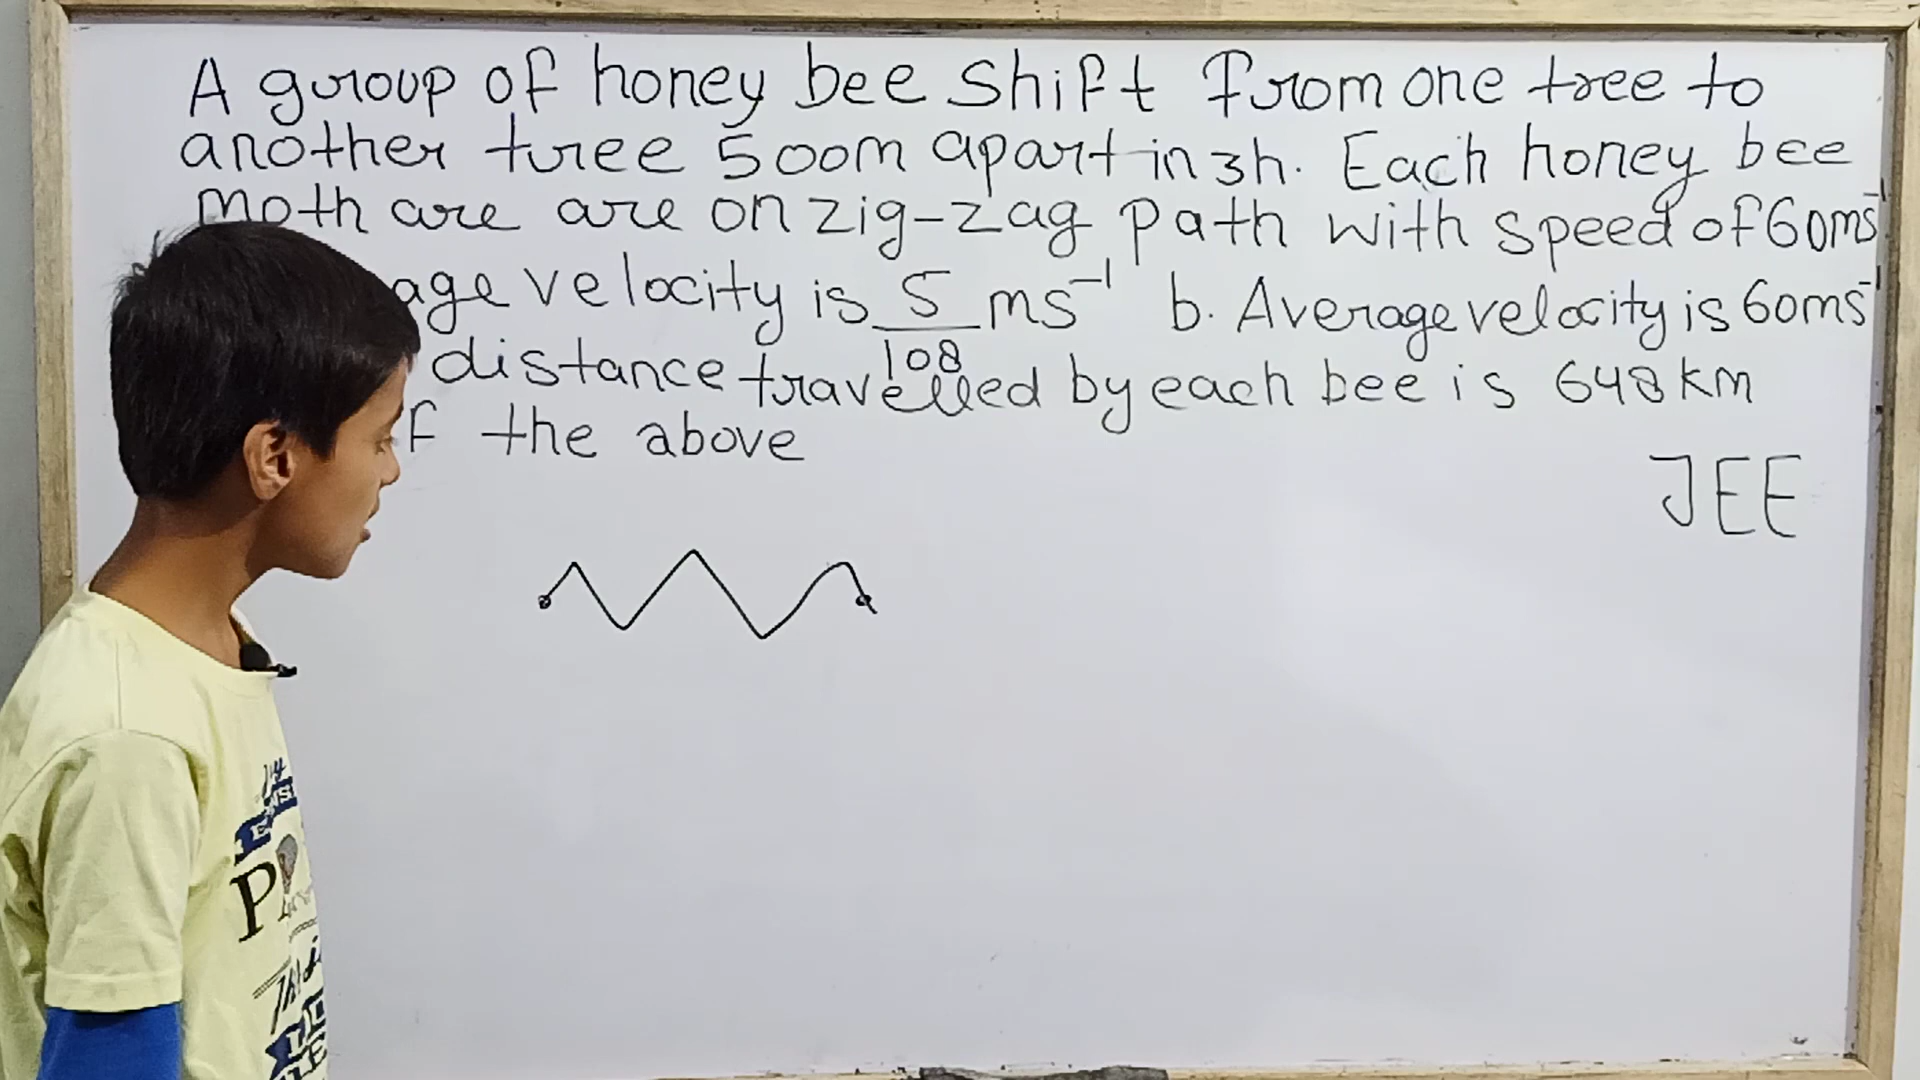 A group of honey bee shift from one tree to
another tree 500m apart in 3h. Each honey bee
moth are are on zig-zag path with speed of 60ms⁻¹
age velocity is 5/108 ms⁻¹ b. Average velocity is 60ms⁻¹
distance travelled by each bee is 648 km
f the above
JEE
P